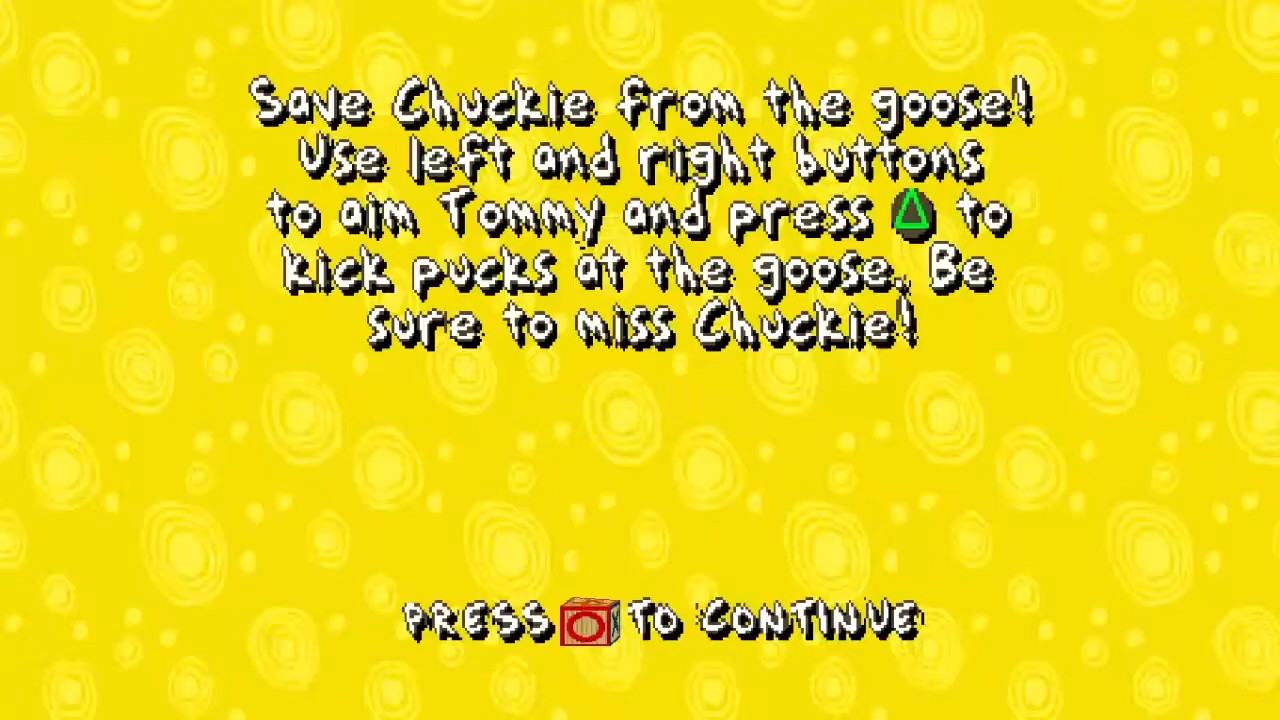 Save Chuckie from the goose!
Use left and right buttons
to aim Tommy and press △ to
kick pucks at the goose. Be
sure to miss Chuckie!
PRESS ○ TO CONTINUE